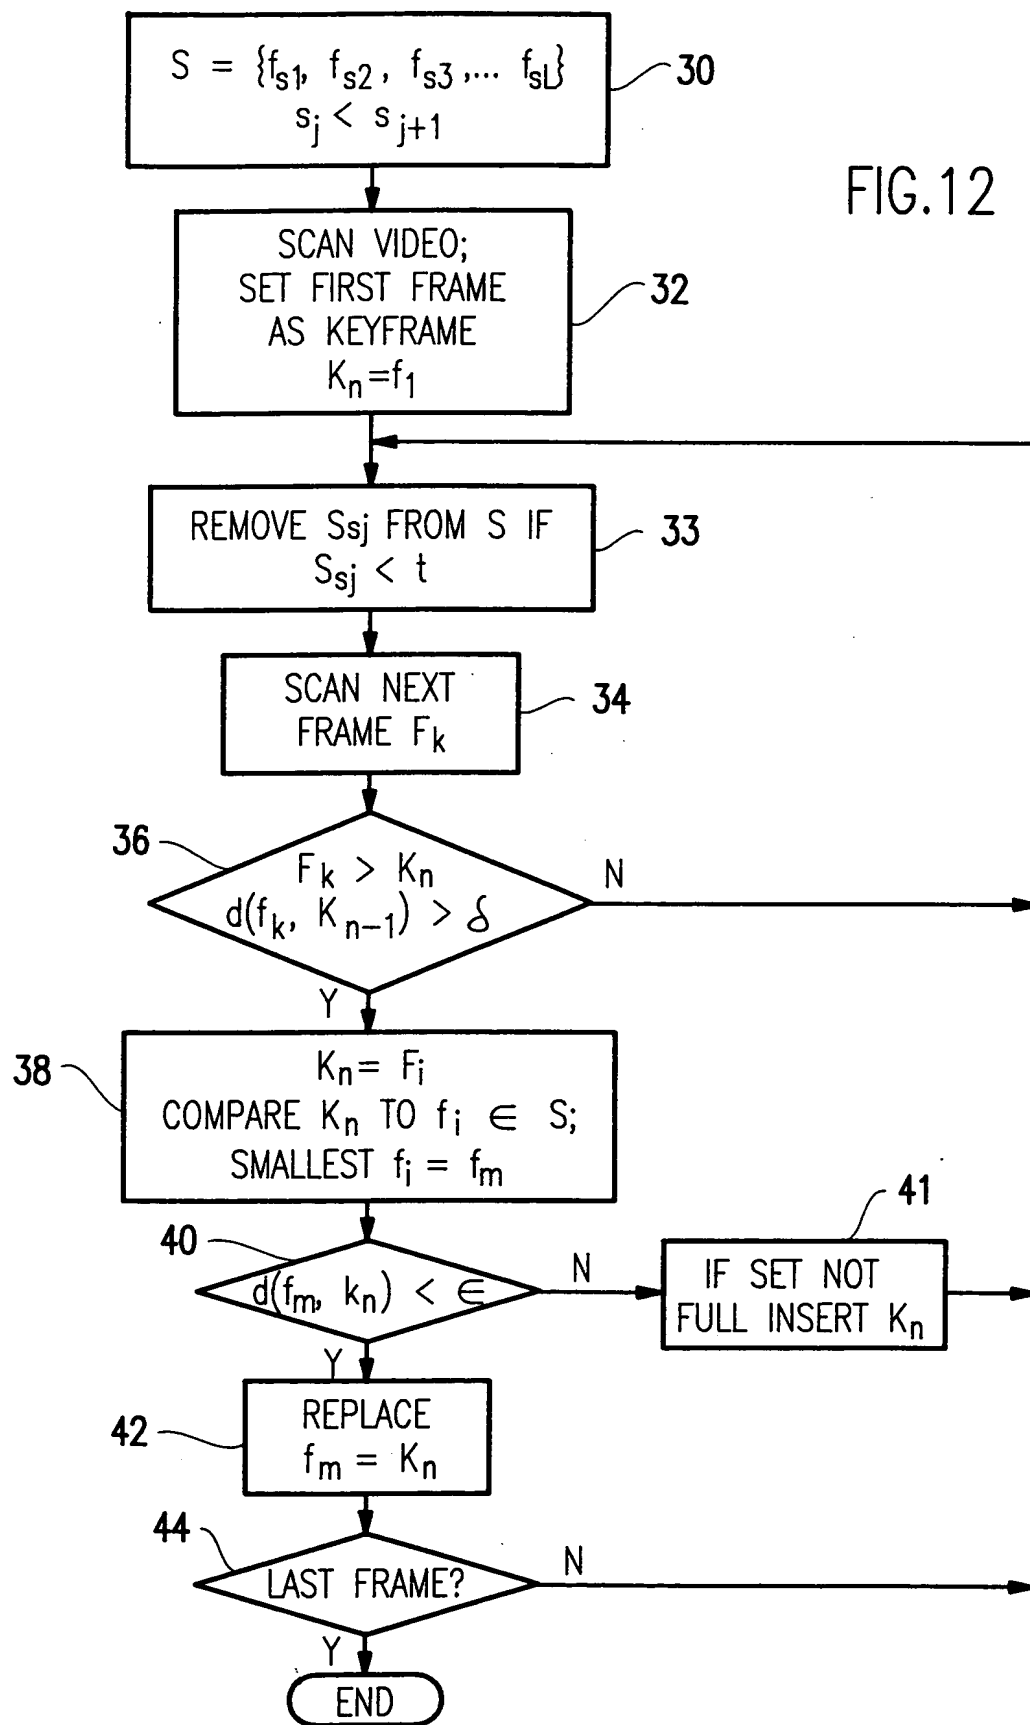 S = {fs1, fs2, fs3,... fsL}
sj < sj+1
30
FIG.12
SCAN VIDEO;
SET FIRST FRAME
AS KEYFRAME
Kn=f1
32
REMOVE Ssj FROM S IF
Ssj < t
33
SCAN NEXT
FRAME Fk
34
36
Fk > Kn
d(fk, Kn-1) > δ
N
Y
38
Kn= Fi
COMPARE Kn TO fi ∈ S;
SMALLEST fi = fm
40
d(fm, kn) < ∈
N
41
IF SET NOT
FULL INSERT Kn
Y
42
REPLACE
fm = Kn
44
LAST FRAME?
N
Y
END